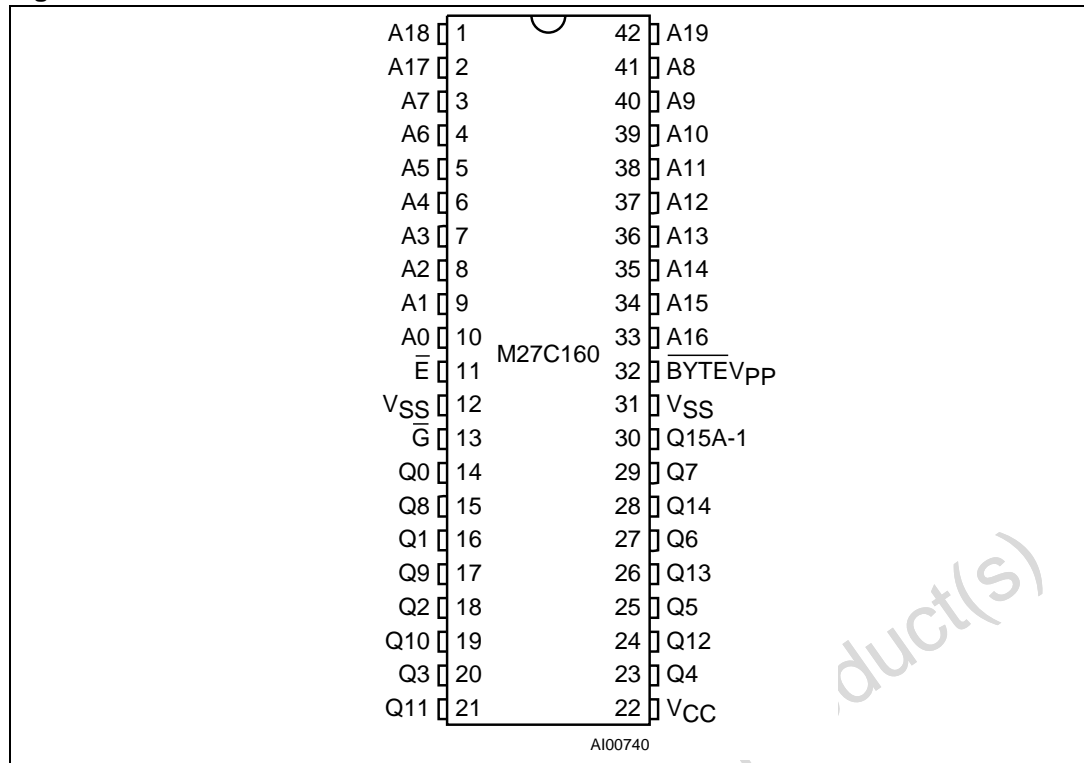 A18 1 42 A19
A17 2 41 A8
A7 3 40 A9
A6 4 39 A10
A5 5 38 A11
A4 6 37 A12
A3 7 36 A13
A2 8 35 A14
A1 9 34 A15
A0 10 33 A16
M27C160
E̅ 11 32 B̅Y̅T̅E̅VPP
VSS 12 31 VSS
G̅ 13 30 Q15A-1
Q0 14 29 Q7
Q8 15 28 Q14
Q1 16 27 Q6
Q9 17 26 Q13
Q2 18 25 Q5
Q10 19 24 Q12
Q3 20 23 Q4
Q11 21 22 VCC
AI00740
duct(s)